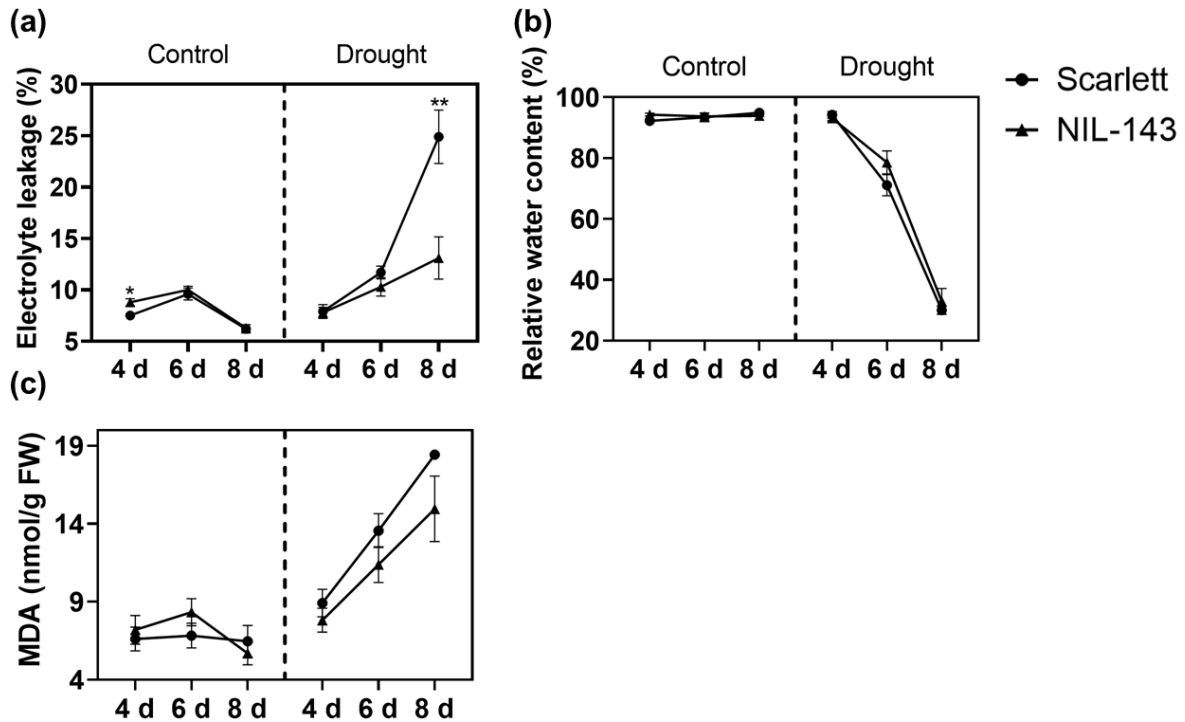 (a)
Control Drought
Electrolyte leakage (%)
30
25
20
15
10
5
*
**
4 d 6 d 8 d 4 d 6 d 8 d
(b)
Control Drought
Relative water content (%)
100
80
60
40
20
4 d 6 d 8 d 4 d 6 d 8 d
Scarlett
NIL-143
(c)
MDA (nmol/g FW)
19
14
9
4
4 d 6 d 8 d 4 d 6 d 8 d